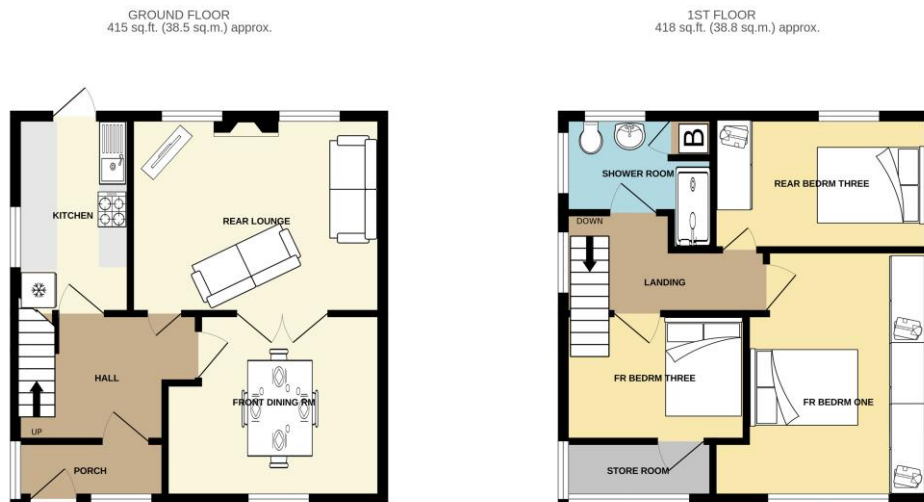 GROUND FLOOR
415 sq.ft. (38.5 sq.m.) approx.
KITCHEN
REAR LOUNGE
HALL
FRONT DINING RM
UP
PORCH
1ST FLOOR
418 sq.ft. (38.8 sq.m.) approx.
B
SHOWER ROOM
REAR BEDRM THREE
DOWN
LANDING
FR BEDRM THREE
FR BEDRM ONE
STORE ROOM